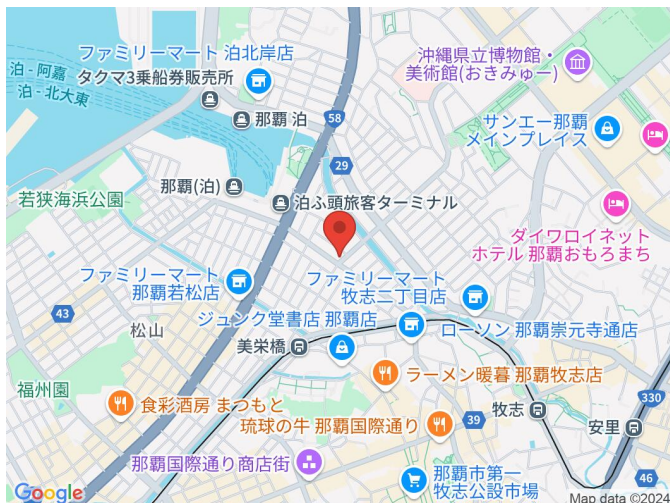 ファミリーマート 泊北岸店
沖縄県立博物館・
美術館(おきみゅー)
泊 - 阿嘉
タクマ3乗船券販売所
泊 - 北大東
那覇 泊
58
サンエー那覇
メインプレイス
29
那覇(泊)
若狭海浜公園
泊ふ頭旅客ターミナル
ダイワロイネット
ホテル 那覇おもろまち
ファミリーマート
那覇若松店
ファミリーマート
牧志二丁目店
43
松山
ジュンク堂書店 那覇店
ローソン 那覇崇元寺通店
美栄橋
福州園
ラーメン暖暮 那覇牧志店
食彩酒房 まつもと
330
牧志
琉球の牛 那覇国際通り
39
安里
那覇国際通り商店街
那覇市第一
牧志公設市場
46
Google
Map data ©2024